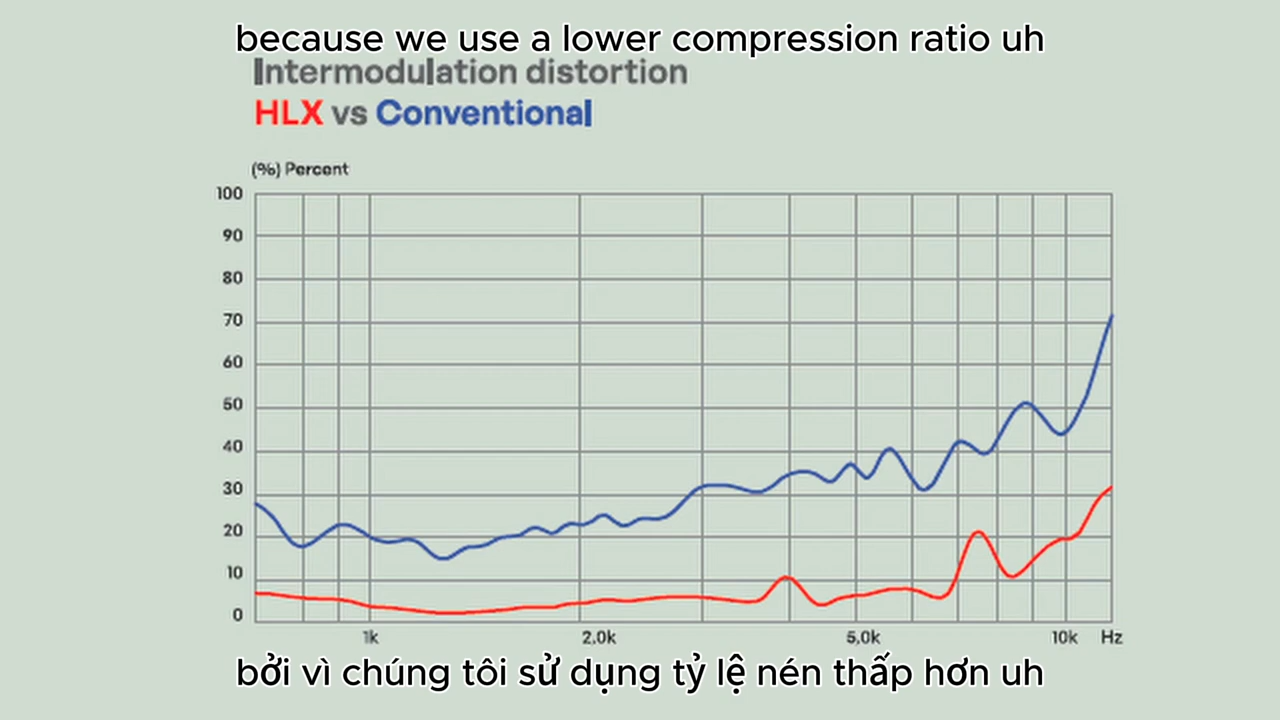 because we use a lower compression ratio uh
Intermodulation distortion
HLX vs Conventional
(%) Percent
100
90
80
70
60
50
40
30
20
10
0
1k 2.0k 5.0k 10k Hz
bởi vì chúng tôi sử dụng tỷ lệ nén thấp hơn uh